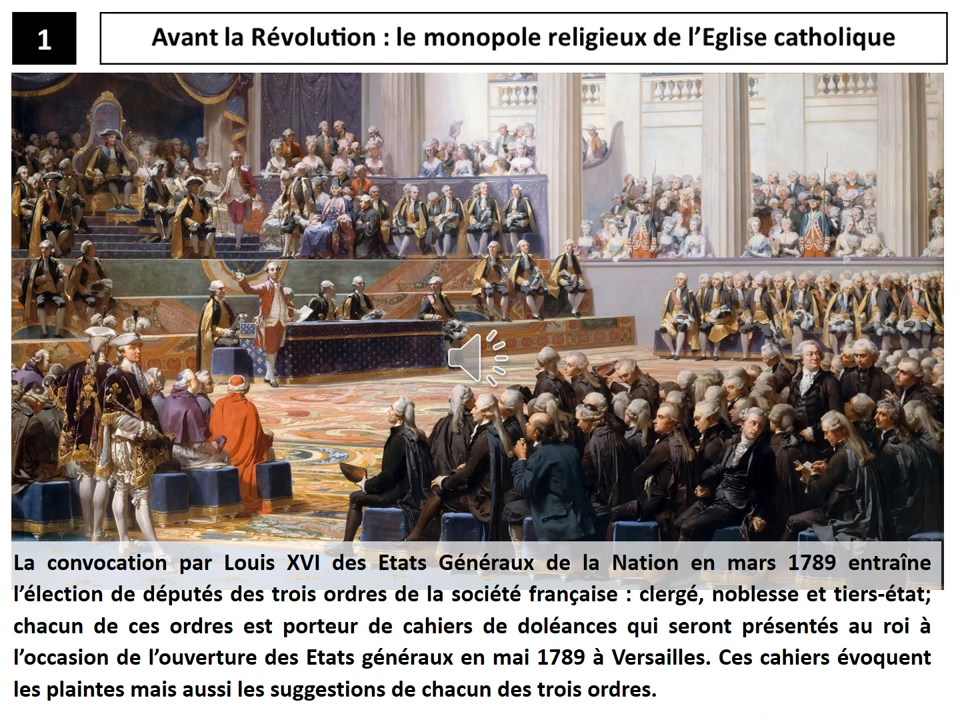 1
Avant la Révolution : le monopole religieux de l’Eglise catholique
La convocation par Louis XVI des Etats Généraux de la Nation en mars 1789 entraîne
l’élection de députés des trois ordres de la société française : clergé, noblesse et tiers-état;
chacun de ces ordres est porteur de cahiers de doléances qui seront présentés au roi à
l’occasion de l’ouverture des Etats généraux en mai 1789 à Versailles. Ces cahiers évoquent
les plaintes mais aussi les suggestions de chacun des trois ordres.